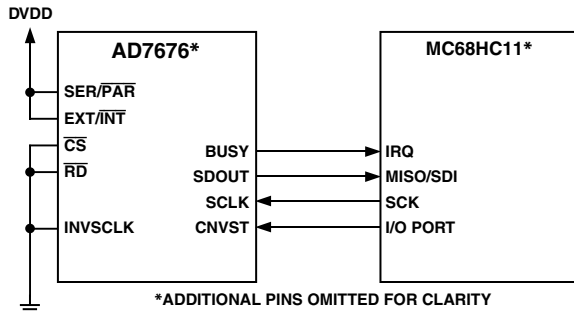 DVDD
AD7676*
MC68HC11*
SER/PAR
EXT/INT
CS
RD
INVSCLK
BUSY
SDOUT
SCLK
CNVST
IRQ
MISO/SDI
SCK
I/O PORT
*ADDITIONAL PINS OMITTED FOR CLARITY